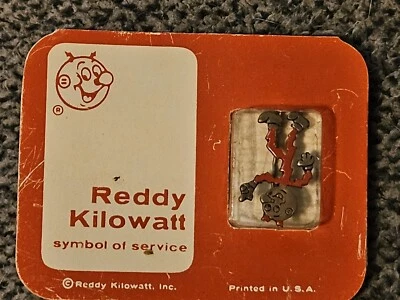 ®
Reddy
Kilowatt
symbol of service
© Reddy Kilowatt, Inc.
Printed in U.S.A.